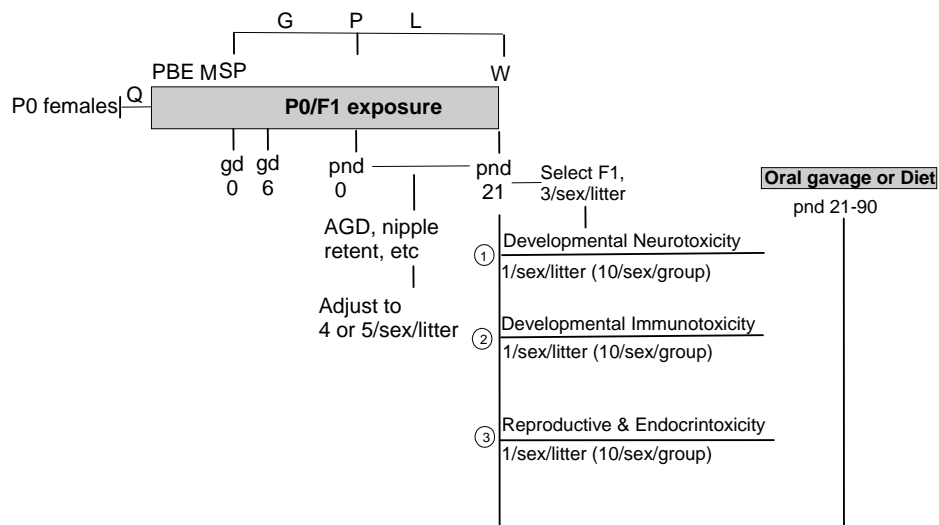 G P L
PBE M SP W
P0 females Q P0/F1 exposure
gd 0
gd 6
pnd 0
pnd 21
Select F1,
3/sex/litter
Oral gavage or Diet
pnd 21-90
AGD, nipple
retent, etc
Adjust to
4 or 5/sex/litter
1 Developmental Neurotoxicity
1/sex/litter (10/sex/group)
2 Developmental Immunotoxicity
1/sex/litter (10/sex/group)
3 Reproductive & Endocrintoxicity
1/sex/litter (10/sex/group)